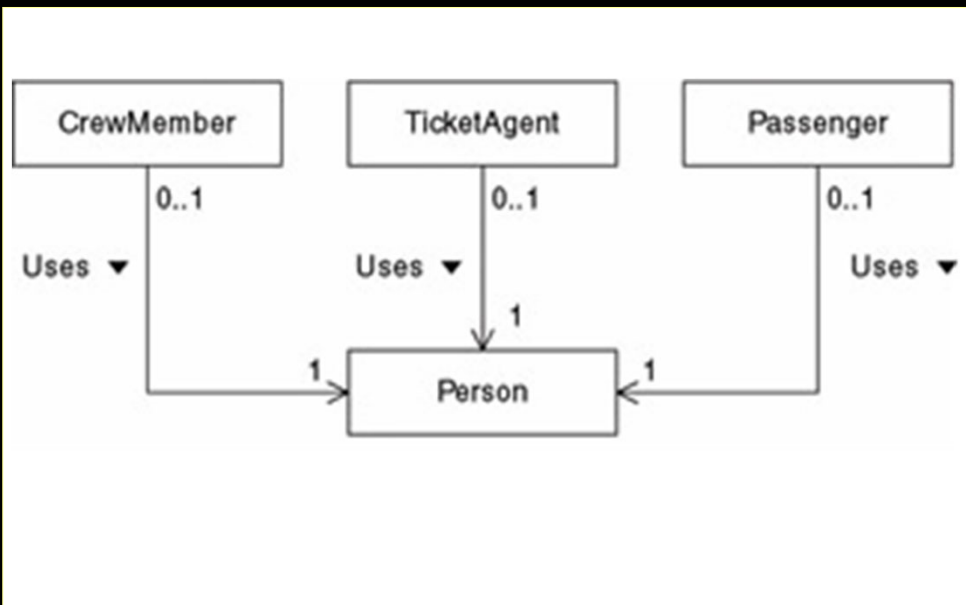 CrewMember
TicketAgent
Passenger
0..1
0..1
0..1
Uses ▼
Uses ▼
Uses ▼
1
1
1
Person